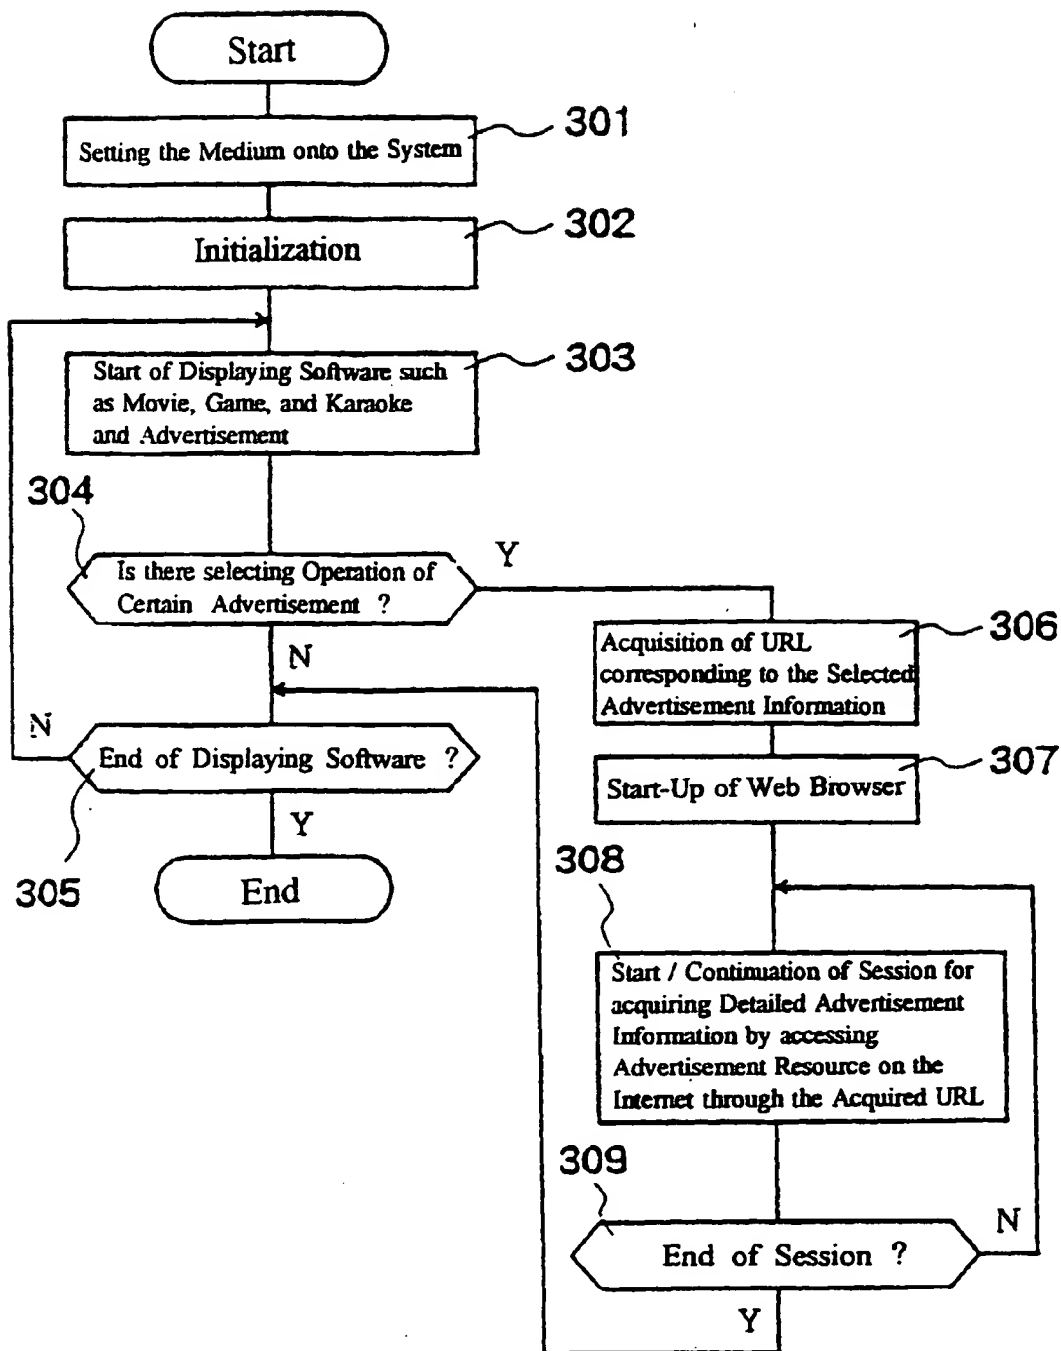 Start
301
Setting the Medium onto the System
302
Initialization
303
Start of Displaying Software such
as Movie, Game, and Karaoke
and Advertisement
304
Is there selecting Operation of
Certain Advertisement ?
Y
N
306
Acquisition of URL
corresponding to the Selected
Advertisement Information
N
End of Displaying Software ?
305
Y
End
307
Start-Up of Web Browser
308
Start / Continuation of Session for
acquiring Detailed Advertisement
Information by accessing
Advertisement Resource on the
Internet through the Acquired URL
309
End of Session ?
N
Y